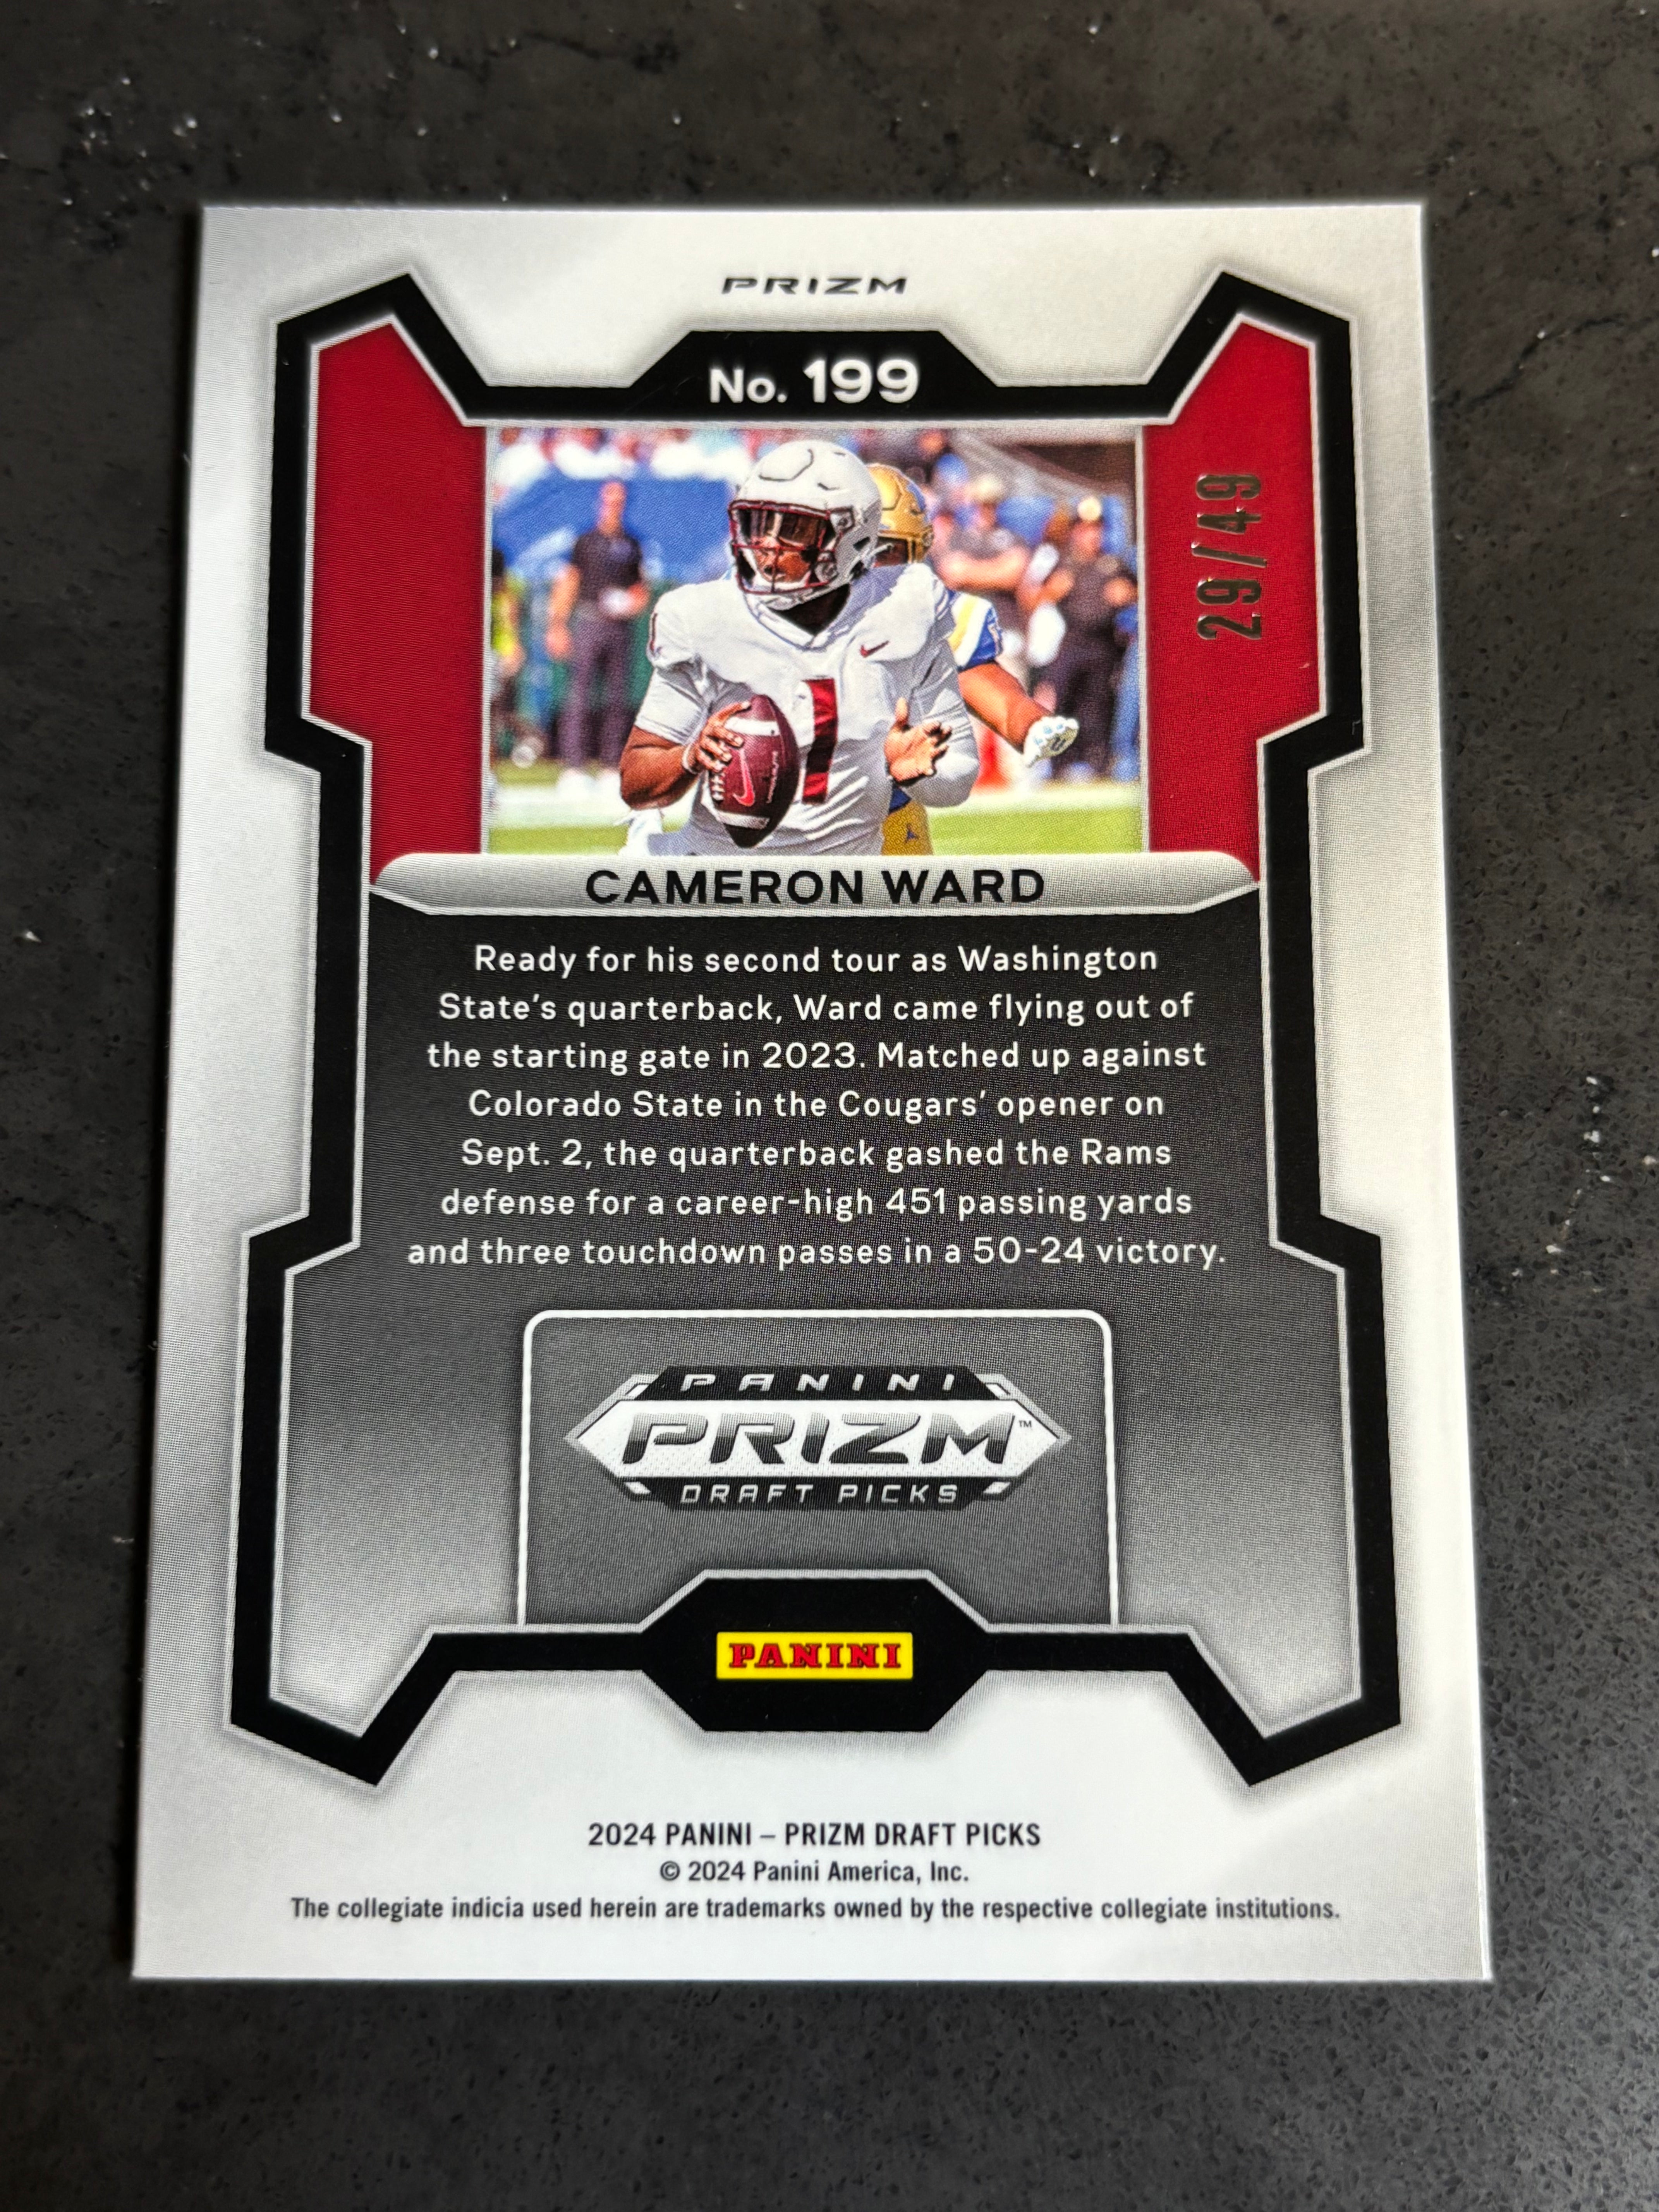 PRIZM
No. 199
29/49
1
CAMERON WARD
Ready for his second tour as Washington
State's quarterback, Ward came flying out of
the starting gate in 2023. Matched up against
Colorado State in the Cougars' opener on
Sept. 2, the quarterback gashed the Rams
defense for a career-high 451 passing yards
and three touchdown passes in a 50-24 victory.
PANINI
PRIZM™
DRAFT PICKS
PANINI
2024 PANINI – PRIZM DRAFT PICKS
© 2024 Panini America, Inc.
The collegiate indicia used herein are trademarks owned by the respective collegiate institutions.